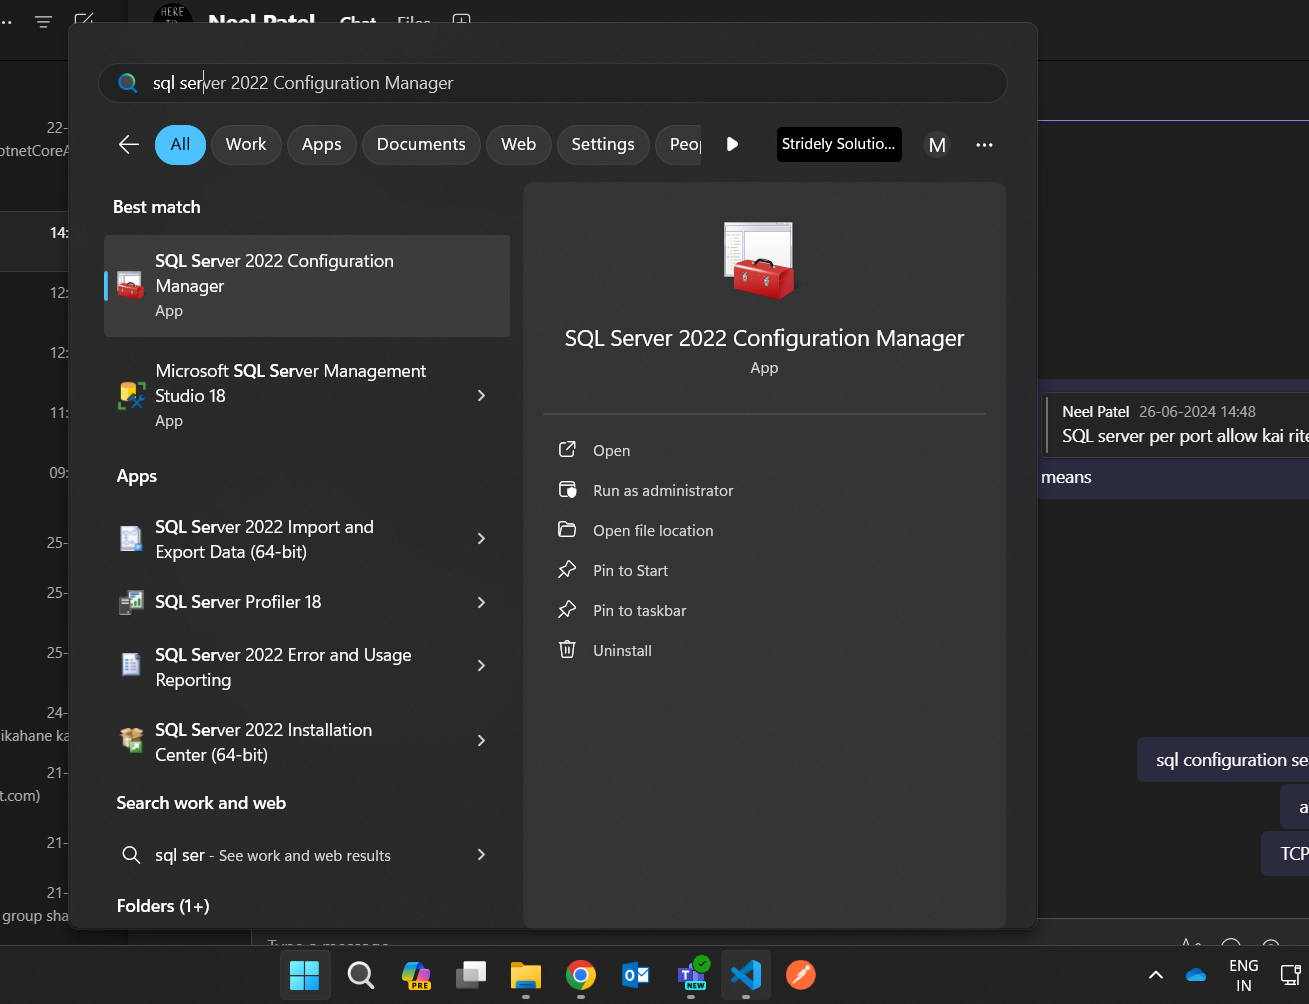 HERE
Neel Patel
Chat
Files
sql server 2022 Configuration Manager
All
Work
Apps
Documents
Web
Settings
Stridely Solutio...
M
22-
otnetCoreA
14:
12:
12:
11:
09:
25-
25-
25-
24-
ikahane ka
21-
t.com)
21-
21-
group sha
Best match
SQL Server 2022 Configuration
Manager
App
Microsoft SQL Server Management
Studio 18
App
Apps
SQL Server 2022 Import and
Export Data (64-bit)
SQL Server Profiler 18
SQL Server 2022 Error and Usage
Reporting
SQL Server 2022 Installation
Center (64-bit)
Search work and web
sql ser - See work and web results
Folders (1+)
SQL Server 2022 Configuration Manager
App
Open
Run as administrator
Open file location
Pin to Start
Pin to taskbar
Uninstall
Neel Patel 26-06-2024 14:48
SQL server per port allow kai rite
means
sql configuration se
a
TCP
Type a message
PRE
NEW
ENG
IN